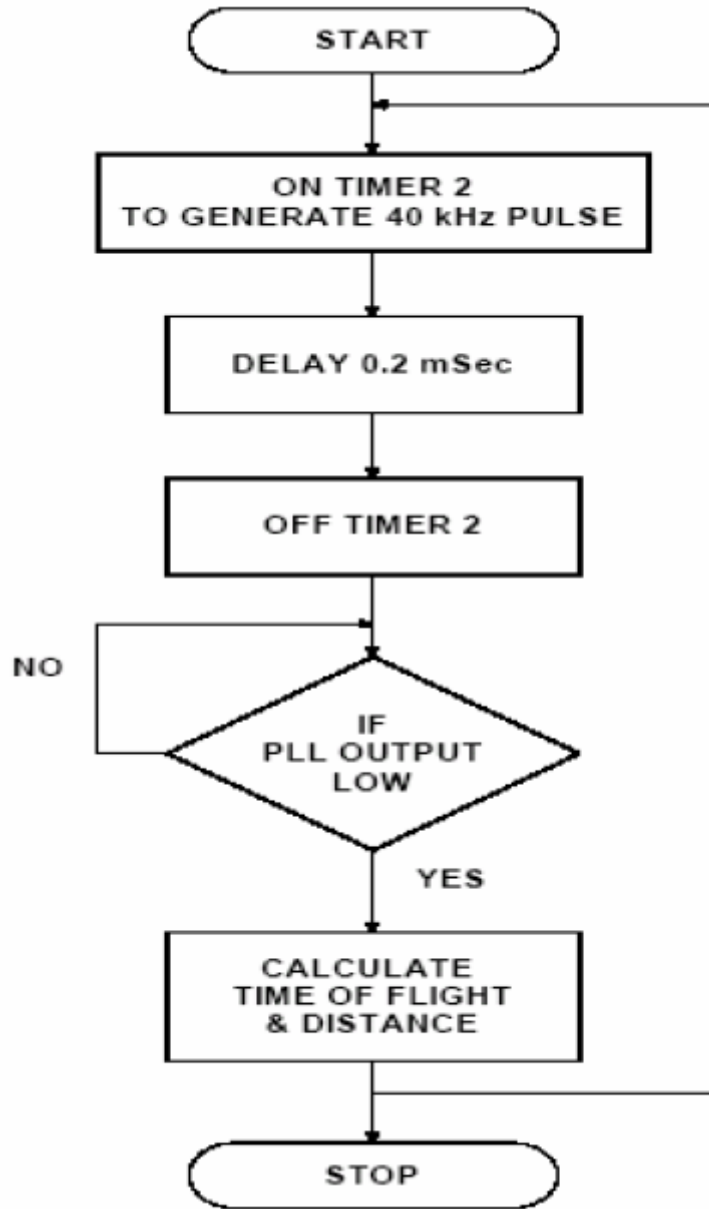 START
ON TIMER 2
TO GENERATE 40 kHz PULSE
DELAY 0.2 mSec
OFF TIMER 2
NO
IF
PLL OUTPUT
LOW
YES
CALCULATE
TIME OF FLIGHT
& DISTANCE
STOP